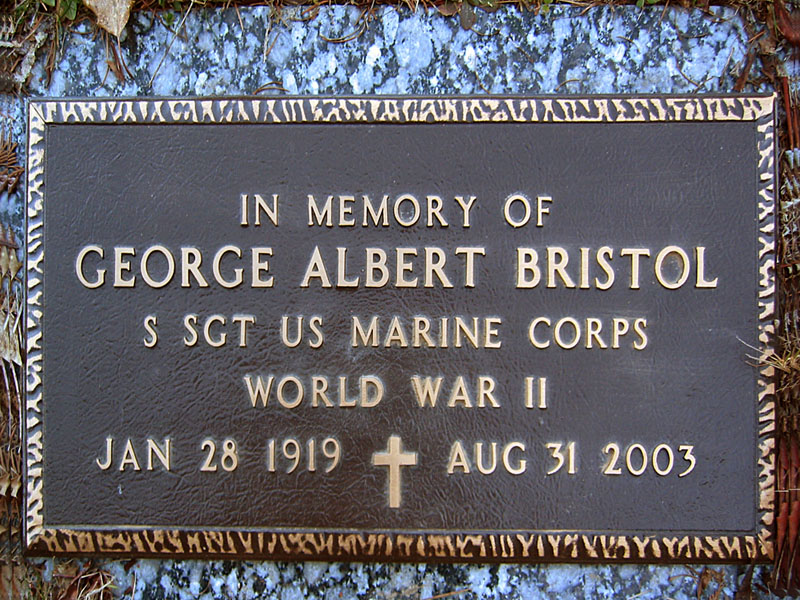 IN MEMORY OF
GEORGE ALBERT BRISTOL
S SGT US MARINE CORPS
WORLD WAR II
JAN 28 1919 AUG 31 2003